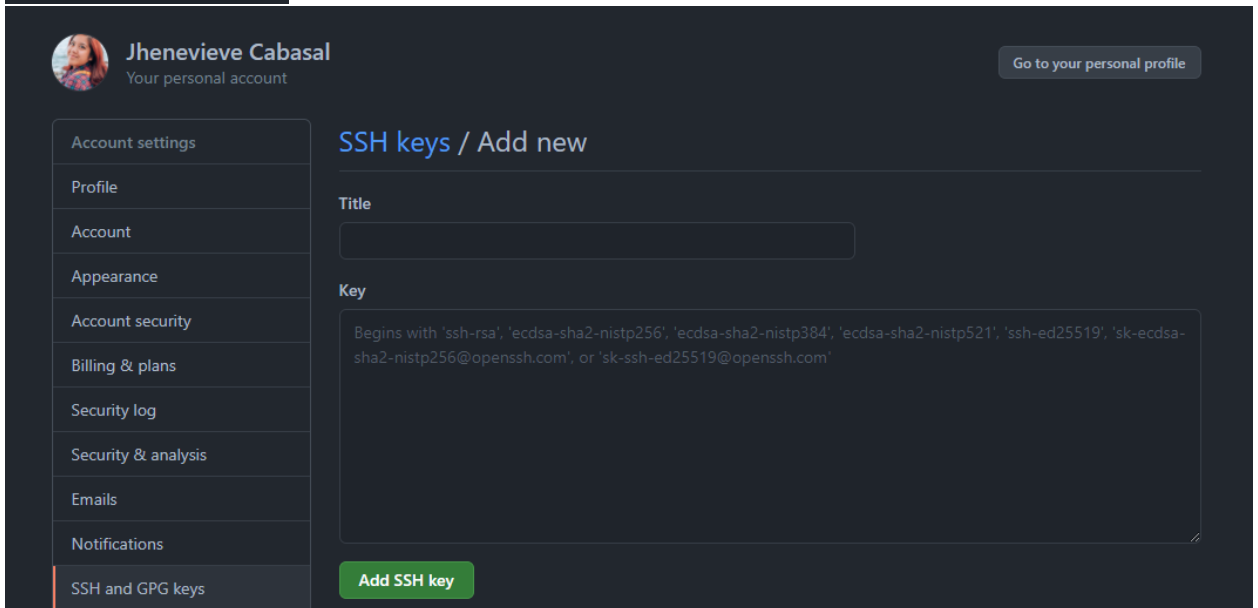 Jhenevieve Cabasal
Your personal account
Go to your personal profile
Account settings
Profile
Account
Appearance
Account security
Billing & plans
Security log
Security & analysis
Emails
Notifications
SSH and GPG keys
SSH keys / Add new
Title
Key
Begins with 'ssh-rsa', 'ecdsa-sha2-nistp256', 'ecdsa-sha2-nistp384', 'ecdsa-sha2-nistp521', 'ssh-ed25519', 'sk-ecdsa-
sha2-nistp256@openssh.com', or 'sk-ssh-ed25519@openssh.com'
Add SSH key